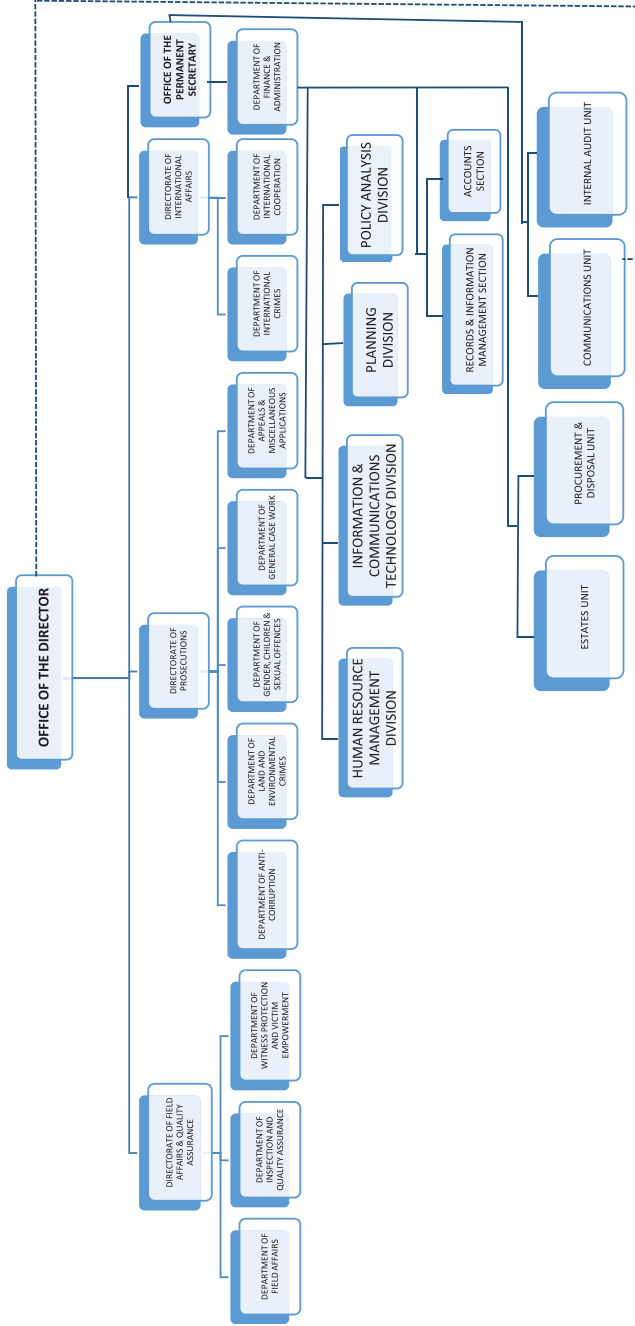 OFFICE OF THE DIRECTOR
DIRECTORATE OF FIELD
AFFAIRS & QUALITY
ASSURANCE
DIRECTORATE OF
PROSECUTIONS
DIRECTORATE OF
INTERNATIONAL
AFFAIRS
OFFICE OF THE
PERMANENT
SECRETARY
DEPARTMENT OF
FIELD AFFAIRS
DEPARTMENT OF
INSPECTION AND
QUALITY ASSURANCE
DEPARTMENT OF
WITNESS PROTECTION
AND VICTIM
EMPOWERMENT
DEPARTMENT OF ANTI-
CORRUPTION
DEPARTMENT OF
LAND AND
ENVIRONMENTAL
CRIMES
DEPARTMENT OF
GENDER, CHILDREN &
SEXUAL OFFENCES
DEPARTMENT OF
GENERAL CASE WORK
DEPARTMENT OF
APPEALS &
MISCELLANEOUS
APPLICATIONS
DEPARTMENT OF
INTERNATIONAL
CRIMES
DEPARTMENT OF
INTERNATIONAL
COOPERATION
DEPARTMENT OF
FINANCE &
ADMINISTRATION
HUMAN RESOURCE
MANAGEMENT
DIVISION
INFORMATION &
COMMUNICATIONS
TECHNOLOGY DIVISION
PLANNING
DIVISION
POLICY ANALYSIS
DIVISION
RECORDS & INFORMATION
MANAGEMENT SECTION
ACCOUNTS
SECTION
ESTATES UNIT
PROCUREMENT &
DISPOSAL UNIT
COMMUNICATIONS UNIT
INTERNAL AUDIT UNIT